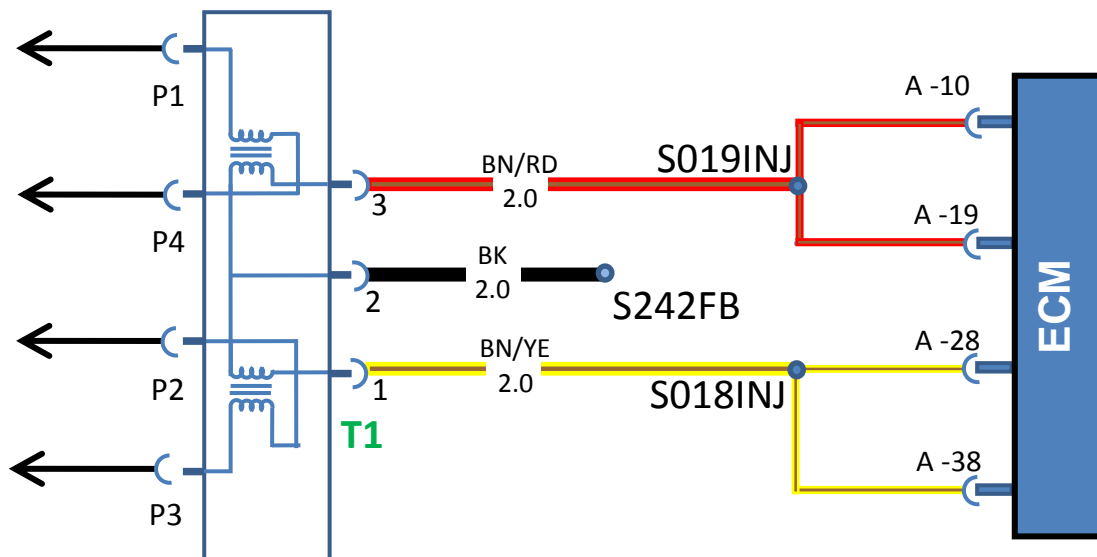 P1
P4
P2
P3
T1
3
2
1
BN/RD
2.0
BK
2.0
BN/YE
2.0
S019INJ
S242FB
S018INJ
A -10
A -19
A -28
A -38
ECM